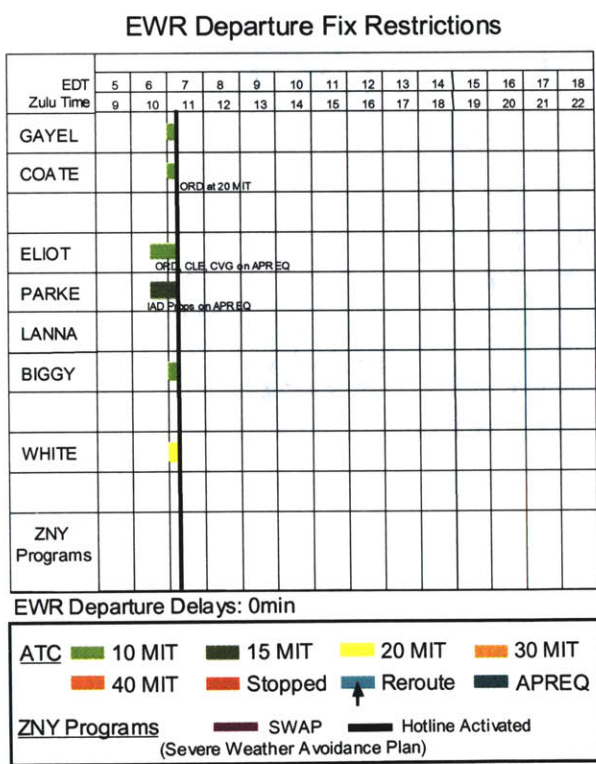 EWR Departure Fix Restrictions
EDT 5 6 7 8 9 10 11 12 13 14 15 16 17 18
Zulu Time 9 10 11 12 13 14 15 16 17 18 19 20 21 22
GAYEL
COATE
ORD at 20 MIT
ELIOT
ORD, CLE, CVG on APREQ
PARKE
IAD Props on APREQ
LANNA
BIGGY
WHITE
ZNY
Programs
EWR Departure Delays: 0min
ATC 10 MIT 15 MIT 20 MIT 30 MIT
40 MIT Stopped Reroute APREQ
ZNY Programs SWAP Hotline Activated
(Severe Weather Avoidance Plan)